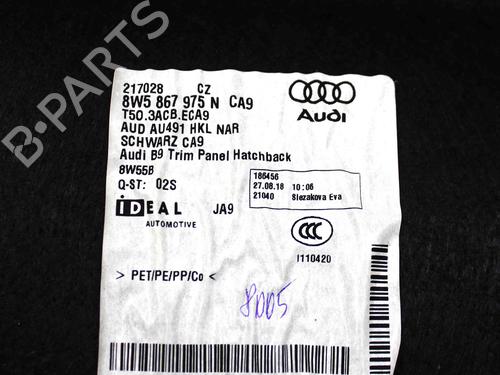 217028 CZ
8W5 867 975 N CA9
T50.3ACB.ECA9
AUD AU491 HKL NAR
SCHWARZ CA9
Audi B9 Trim Panel Hatchback
8W55B
Q-ST: 02S
iDEAL JA9
AUTOMOTIVE
Audi
186456
27.08.18 10:06
21040 Slezakova Eva
CCC
I110420
> PET/PE/PP/Co <
8005
B-PARTS